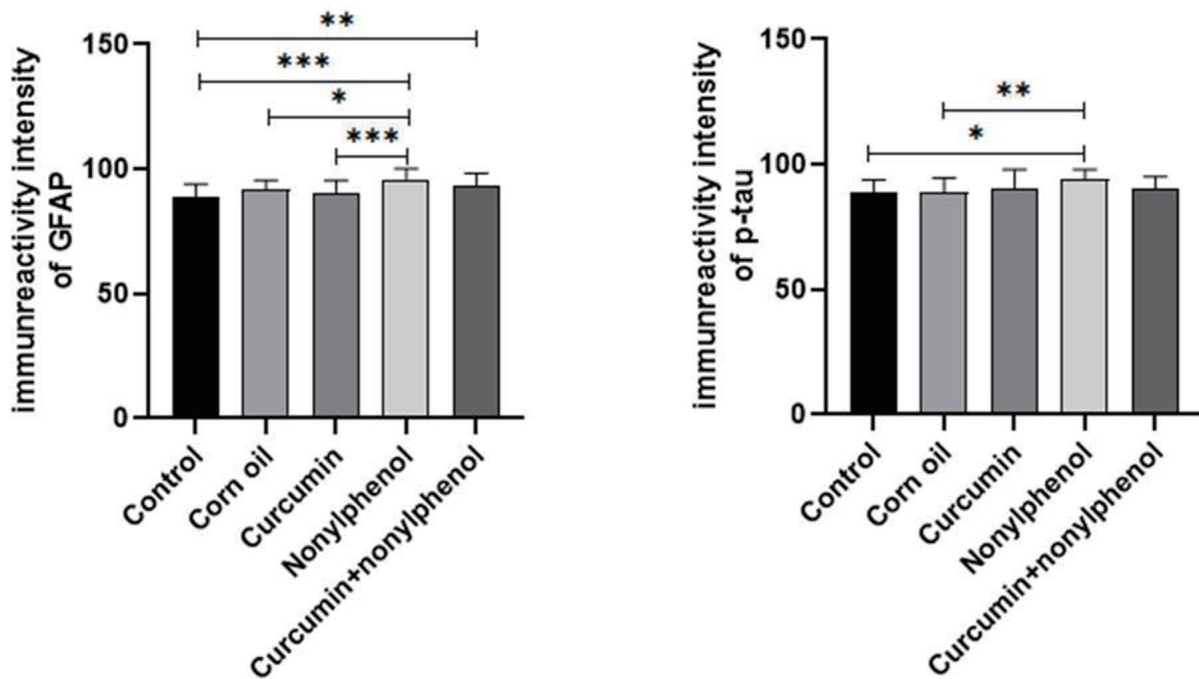 immunreactivity intensity
of GFAP
150
100
50
0
**
***
*
***
Control
Corn oil
Curcumin
Nonylphenol
Curcumin+nonylphenol
immunreactivity intensity
of p-tau
150
100
50
0
**
*
Control
Corn oil
Curcumin
Nonylphenol
Curcumin+nonylphenol